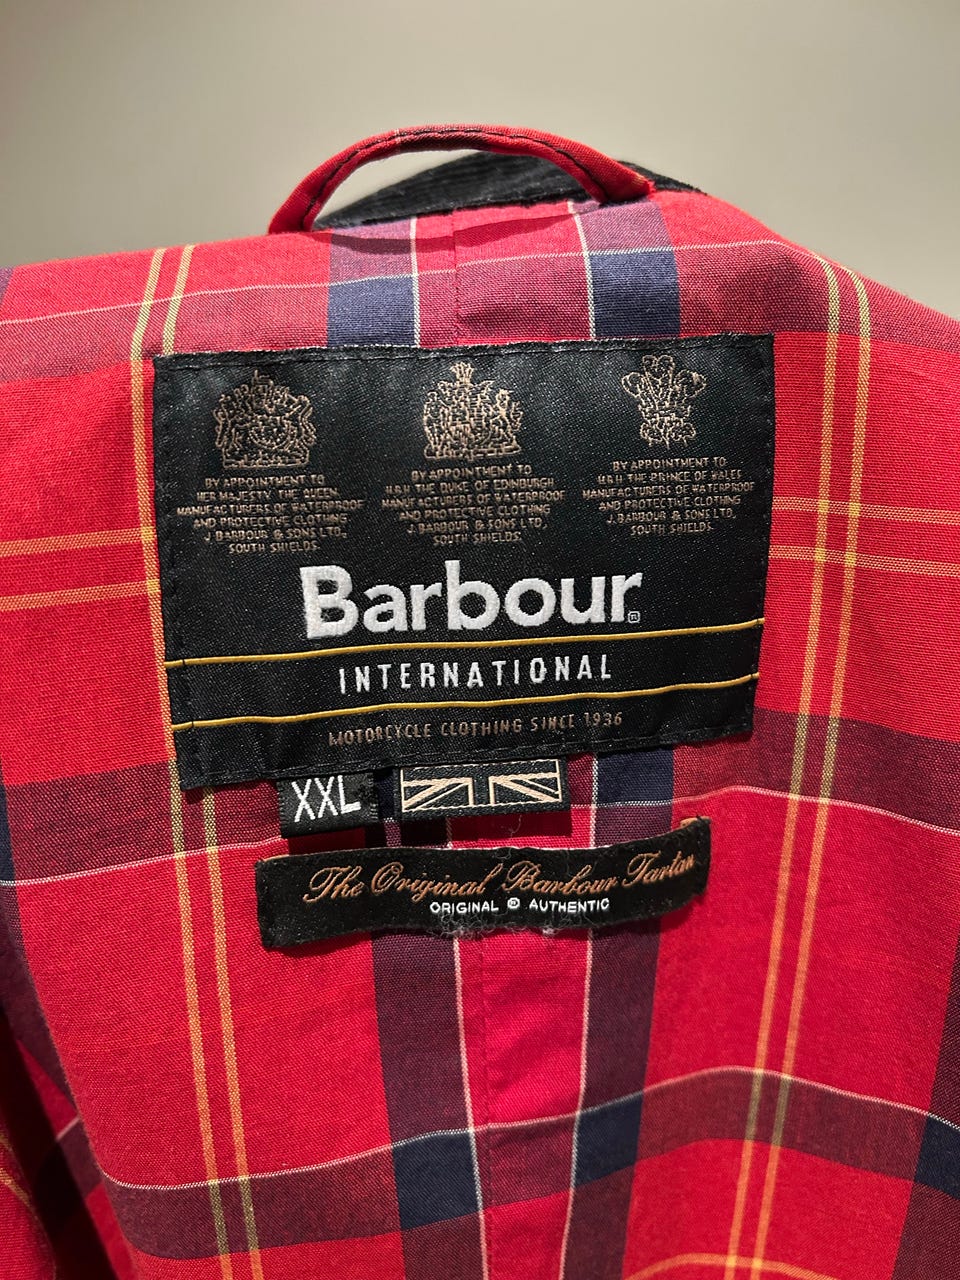 BY APPOINTMENT TO
HER MAJESTY THE QUEEN
MANUFACTURERS OF WATERPROOF
AND PROTECTIVE CLOTHING
J. BARBOUR & SONS LTD.
SOUTH SHIELDS.
BY APPOINTMENT TO
H.R.H THE DUKE OF EDINBURGH
MANUFACTURERS OF WATERPROOF
AND PROTECTIVE CLOTHING
J. BARBOUR & SONS LTD.
SOUTH SHIELDS.
BY APPOINTMENT TO
H.R.H THE PRINCE OF WALES
MANUFACTURERS OF WATERPROOF
AND PROTECTIVE CLOTHING
J. BARBOUR & SONS LTD.
SOUTH SHIELDS.
Barbour
INTERNATIONAL
MOTORCYCLE CLOTHING SINCE 1936
XXL
The Original Barbour Tartan
ORIGINAL ® AUTHENTIC